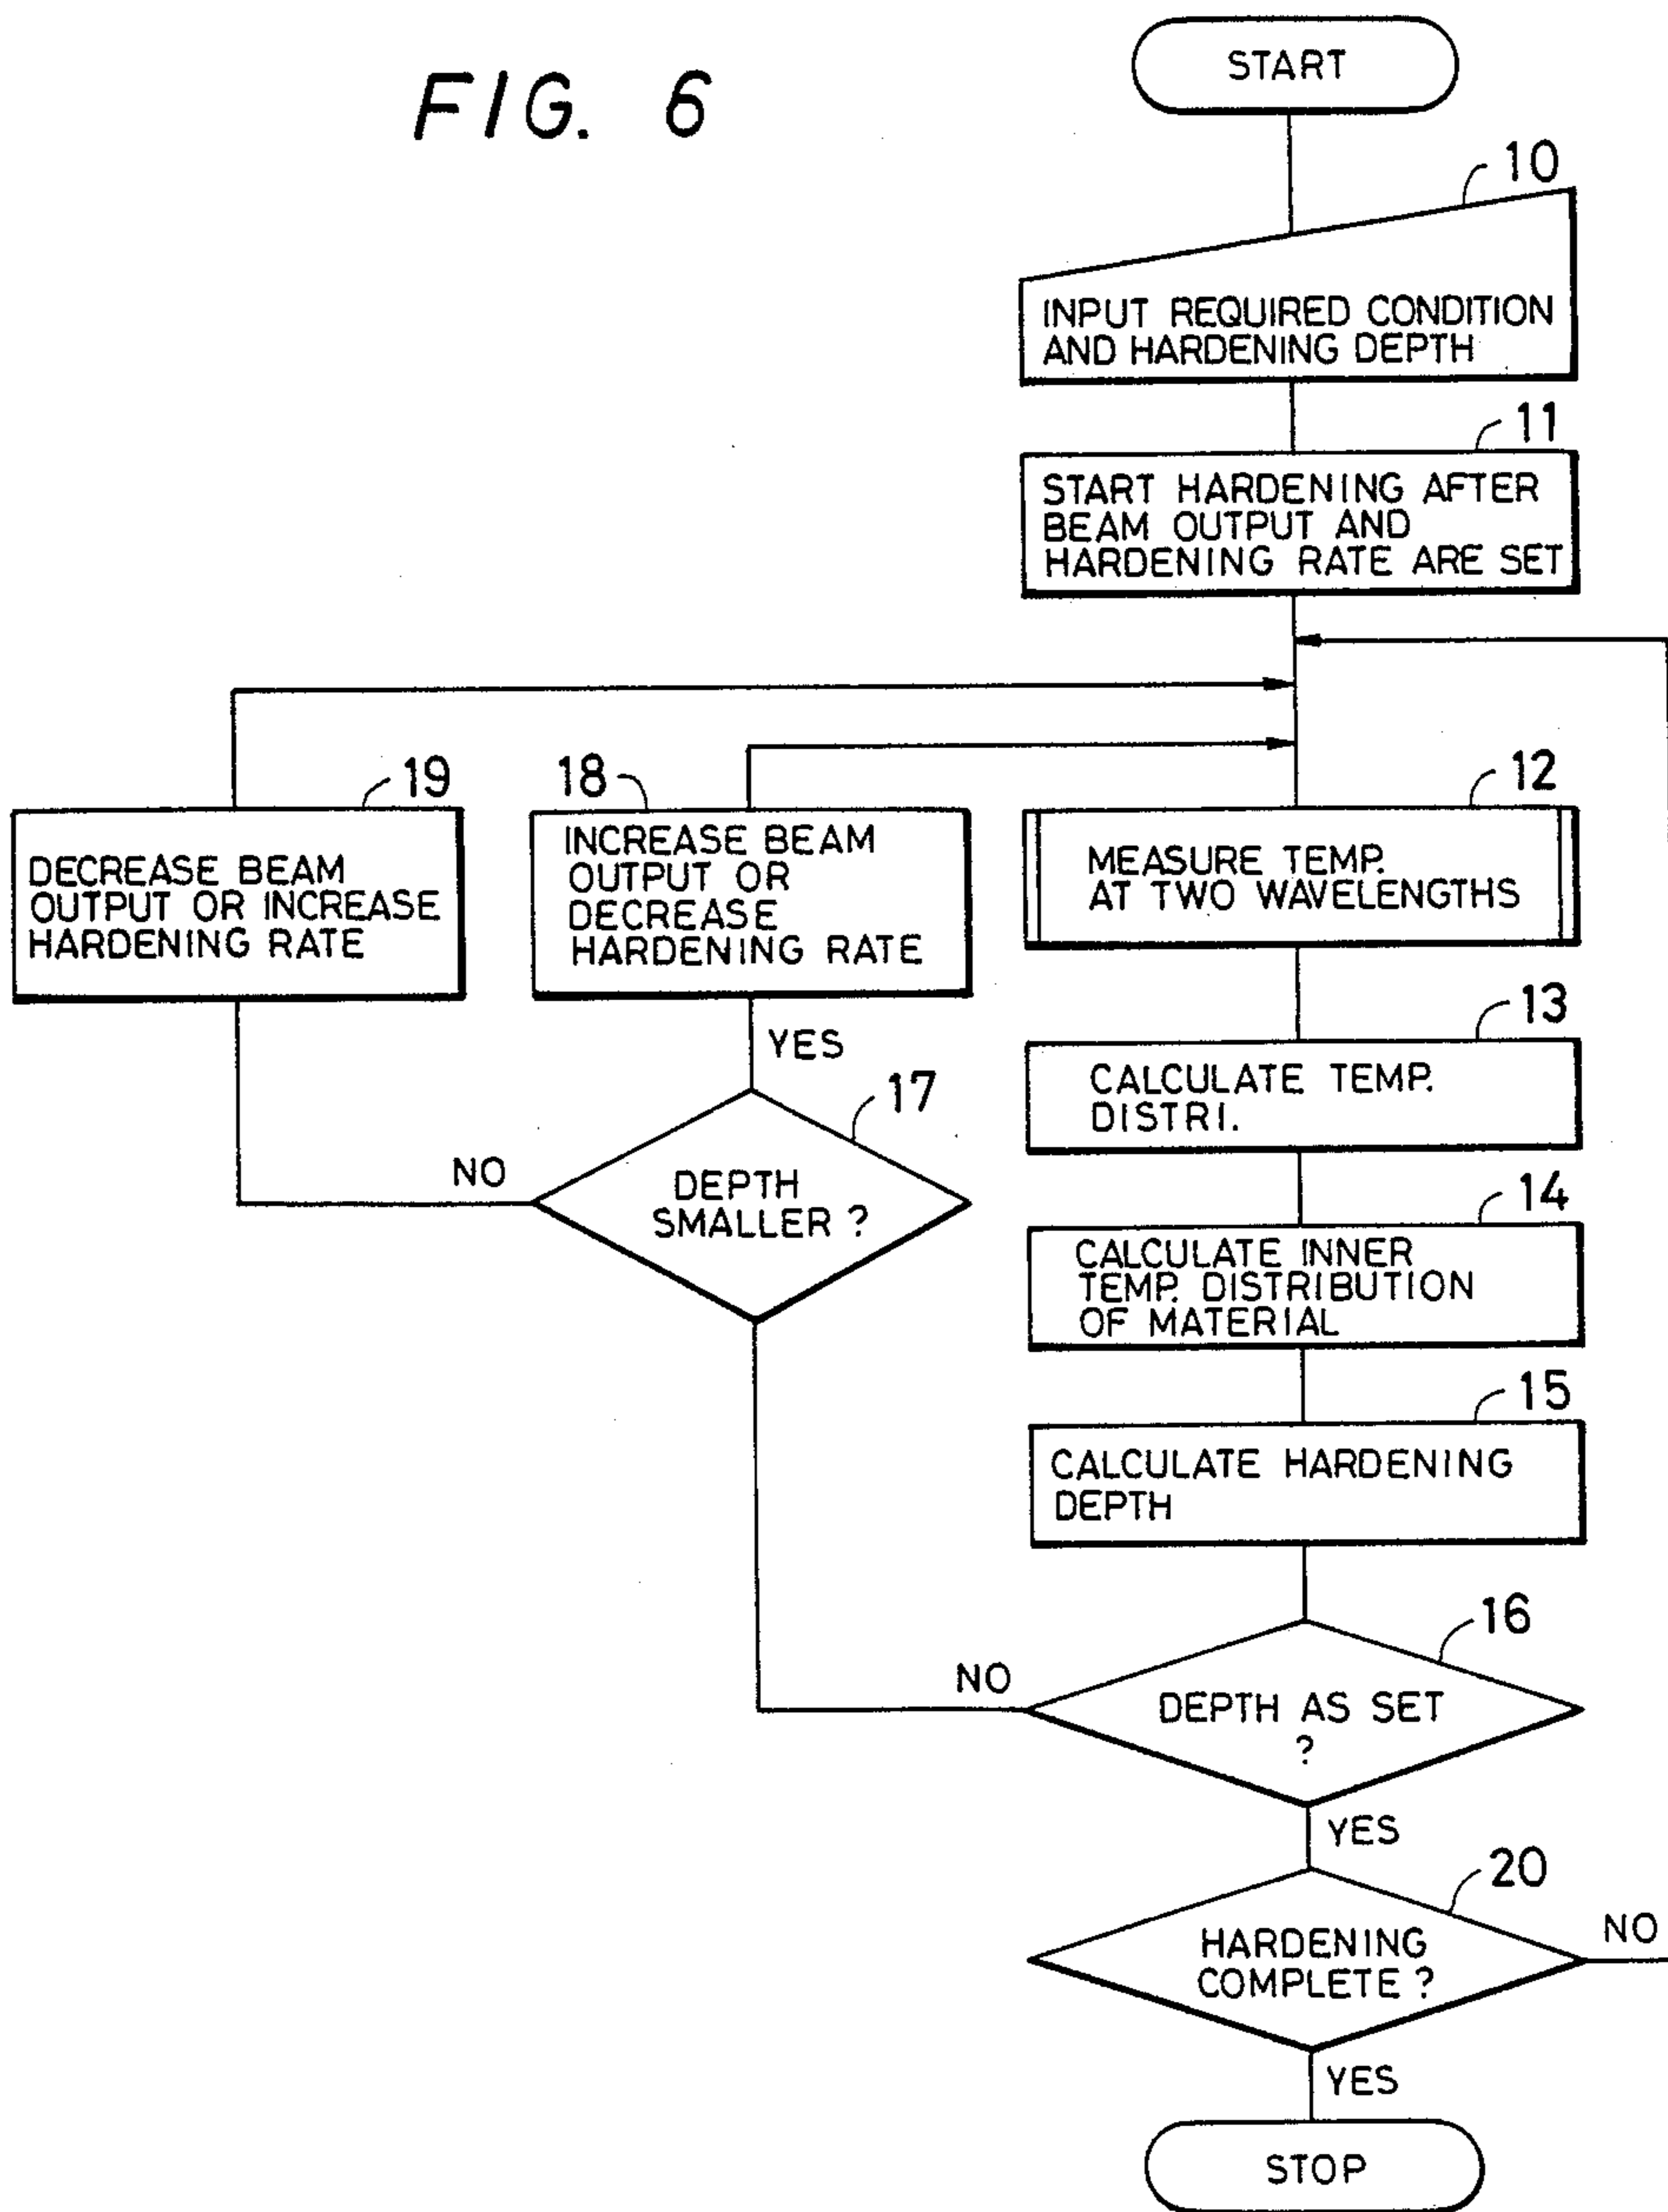 FIG. 6
START
10
INPUT REQUIRED CONDITION
AND HARDENING DEPTH
11
START HARDENING AFTER
BEAM OUTPUT AND
HARDENING RATE ARE SET
19
DECREASE BEAM
OUTPUT OR INCREASE
HARDENING RATE
18
INCREASE BEAM
OUTPUT OR
DECREASE
HARDENING RATE
12
MEASURE TEMP.
AT TWO WAVELENGTHS
YES
13
CALCULATE TEMP.
DISTRI.
17
NO
DEPTH
SMALLER ?
14
CALCULATE INNER
TEMP. DISTRIBUTION
OF MATERIAL
15
CALCULATE HARDENING
DEPTH
16
NO
DEPTH AS SET
?
YES
20
HARDENING
COMPLETE ?
NO
YES
STOP